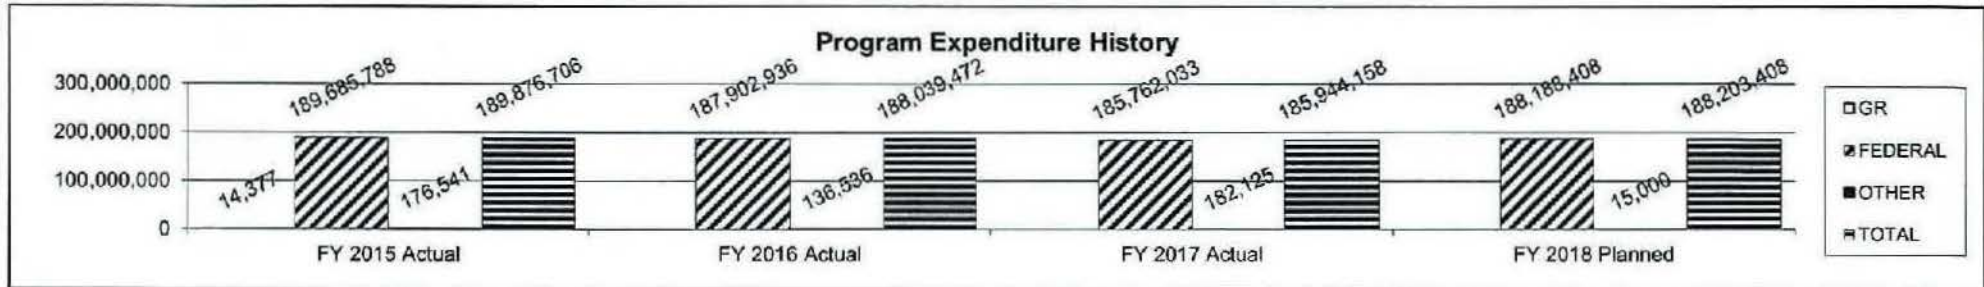 Program Expenditure History
300,000,000
200,000,000
100,000,000
0
14,377
189,685,788
176,541
189,876,706
187,902,936
136,536
188,039,472
185,762,033
182,125
185,944,158
188,188,408
15,000
188,203,408
FY 2015 Actual
FY 2016 Actual
FY 2017 Actual
FY 2018 Planned
GR
FEDERAL
OTHER
TOTAL